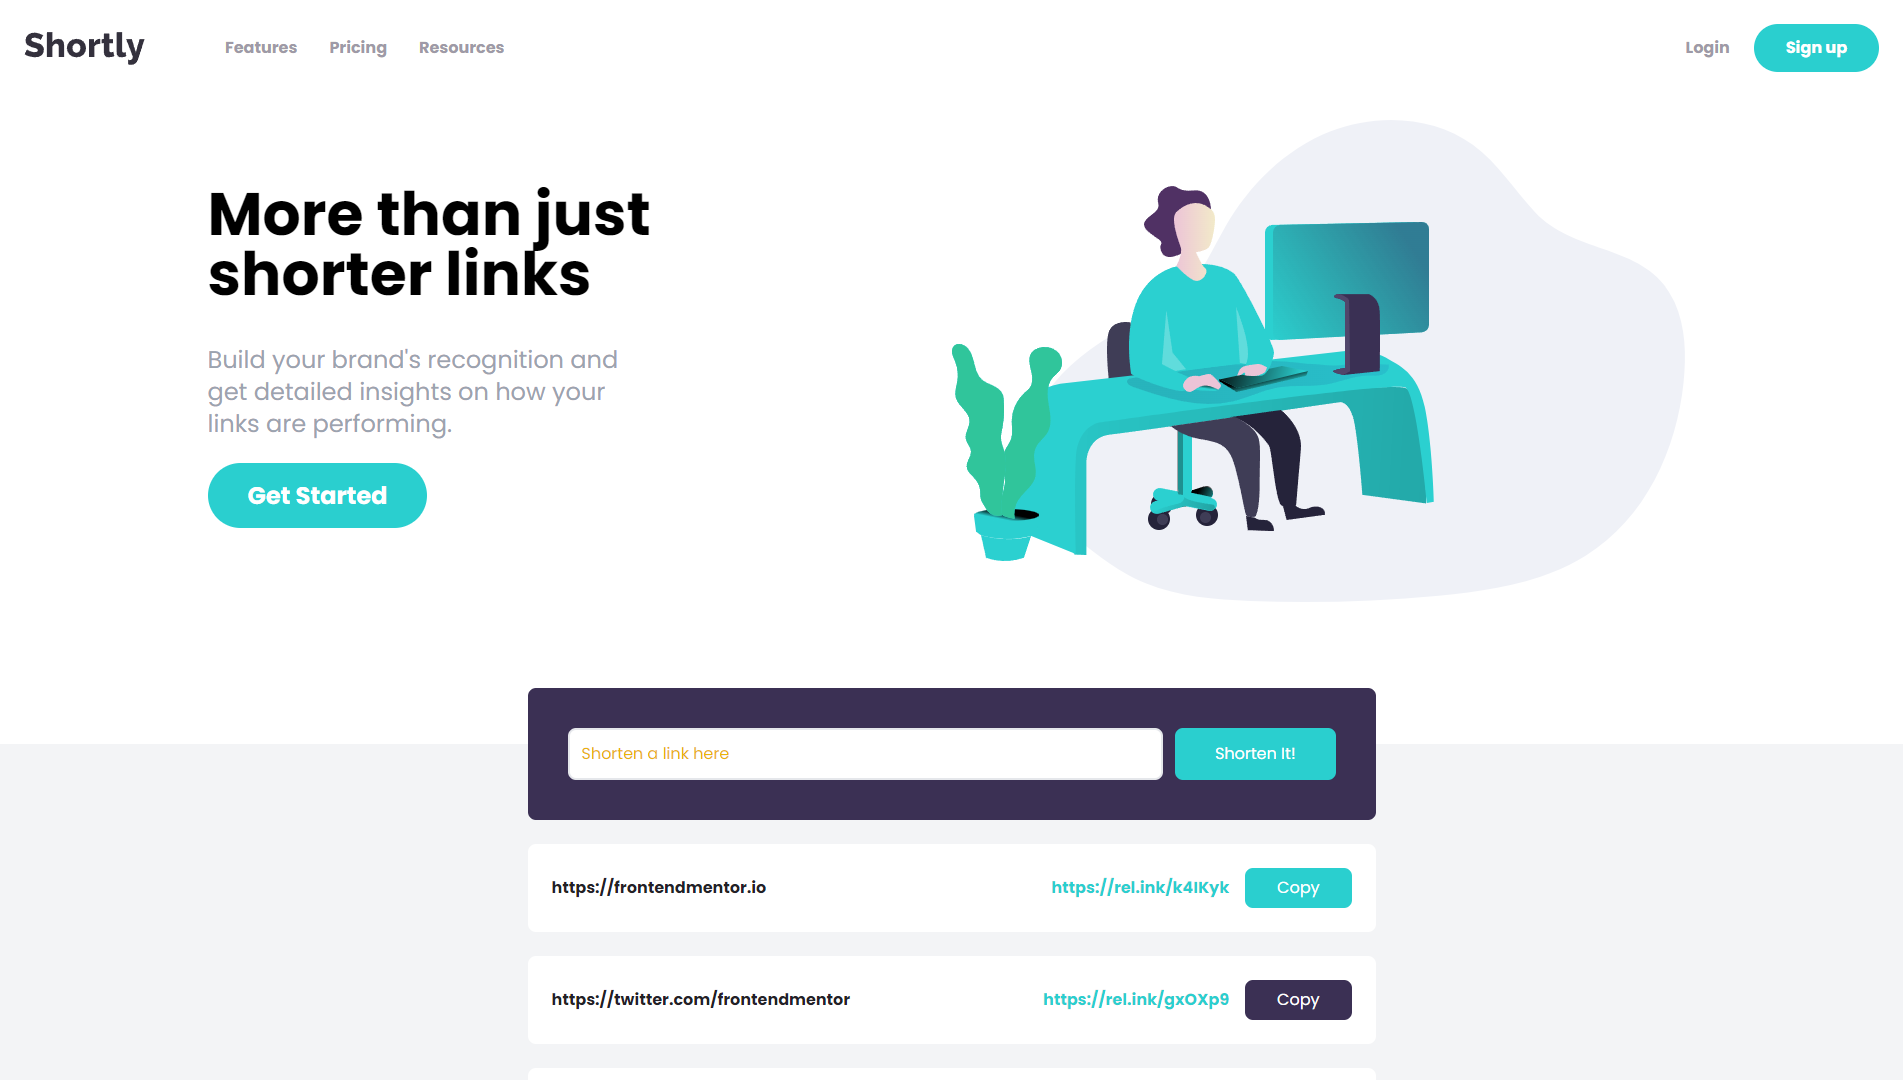 Shortly
Features Pricing Resources
Login Sign up
More than just
shorter links
Build your brand's recognition and
get detailed insights on how your
links are performing.
Get Started
Shorten a link here
Shorten It!
https://frontendmentor.io
https://rel.ink/k4lKyk
Copy
https://twitter.com/frontendmentor
https://rel.ink/gxOXp9
Copy